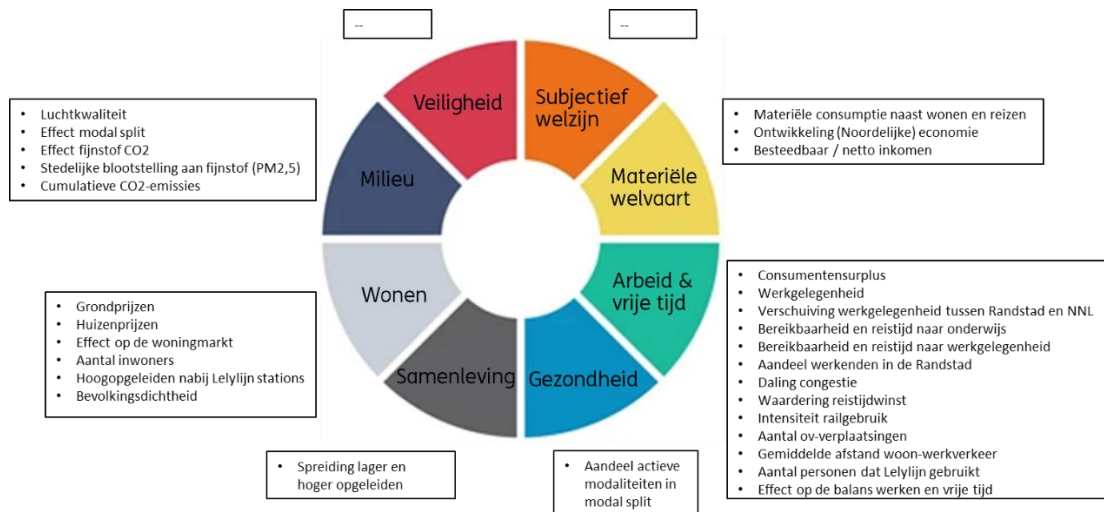 --
--
Veiligheid
Subjectief
welzijn
Milieu
Materiële
welvaart
Wonen
Arbeid &
vrije tijd
Samenleving
Gezondheid
• Luchtkwaliteit
• Effect modal split
• Effect fijnstof CO2
• Stedelijke blootstelling aan fijnstof (PM2,5)
• Cumulatieve CO2-emissies
• Materiële consumptie naast wonen en reizen
• Ontwikkeling (Noordelijke) economie
• Besteedbaar / netto inkomen
• Grondprijzen
• Huizenprijzen
• Effect op de woningmarkt
• Aantal inwoners
• Hoogopgeleiden nabij Lelylijn stations
• Bevolkingsdichtheid
• Consumentensurplus
• Werkgelegenheid
• Verschuiving werkgelegenheid tussen Randstad en NNL
• Bereikbaarheid en reistijd naar onderwijs
• Bereikbaarheid en reistijd naar werkgelegenheid
• Aandeel werkenden in de Randstad
• Daling congestie
• Waardering reistijdwinst
• Intensiteit railgebruik
• Aantal ov-verplaatsingen
• Gemiddelde afstand woon-werkverkeer
• Aantal personen dat Lelylijn gebruikt
• Effect op de balans werken en vrije tijd
• Spreiding lager en
hoger opgeleiden
• Aandeel actieve
modaliteiten in
modal split